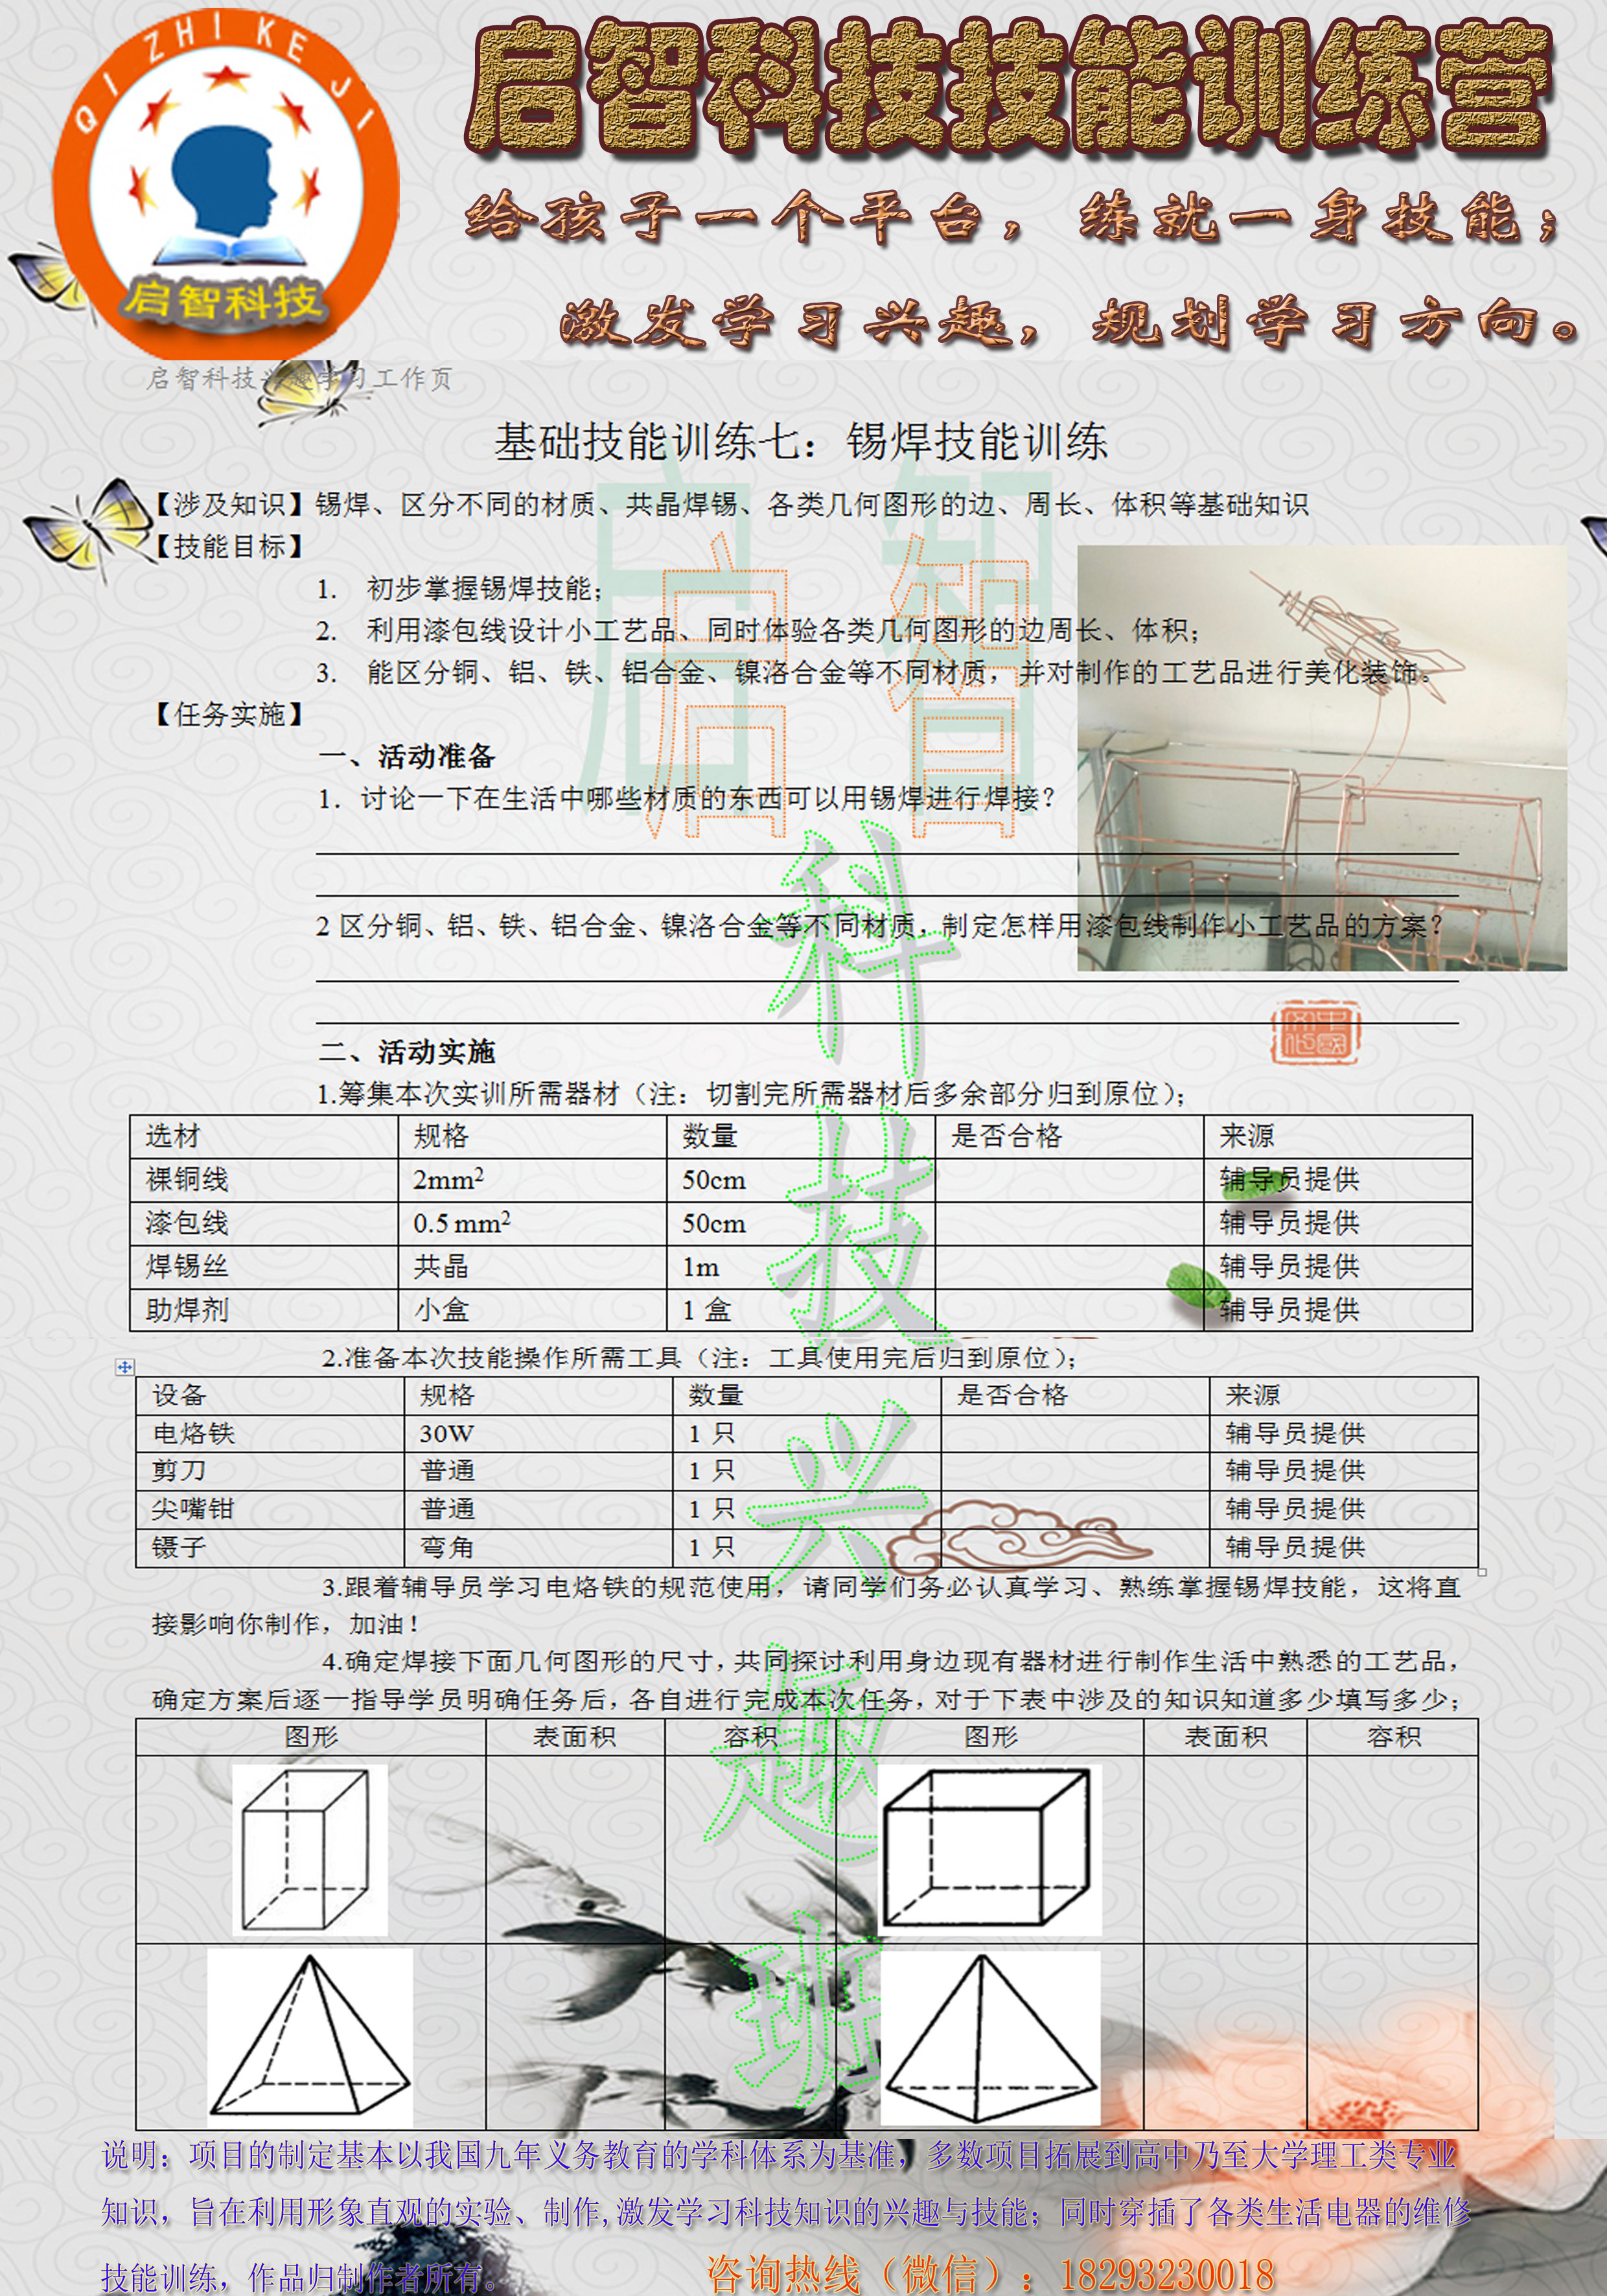 QI ZHI KE JI
启智科技
启智科技技能训练营
给孩子一个平台，练就一身技能；
激发学习兴趣，规划学习方向。
启智科技兴趣学习工作页
基础技能训练七：锡焊技能训练
【涉及知识】锡焊、区分不同的材质、共晶焊锡、各类几何图形的边、周长、体积等基础知识
【技能目标】
1. 初步掌握锡焊技能；
2. 利用漆包线设计小工艺品、同时体验各类几何图形的边周长、体积；
3. 能区分铜、铝、铁、铝合金、镍洛合金等不同材质，并对制作的工艺品进行美化装饰。
【任务实施】
一、活动准备
1. 讨论一下在生活中哪些材质的东西可以用锡焊进行焊接？
2 区分铜、铝、铁、铝合金、镍洛合金等不同材质，制定怎样用漆包线制作小工艺品的方案？
中国文化
二、活动实施
1.筹集本次实训所需器材（注：切割完所需器材后多余部分归到原位）；
选材 规格 数量 是否合格 来源
裸铜线 2mm² 50cm 辅导员提供
漆包线 0.5 mm² 50cm 辅导员提供
焊锡丝 共晶 1m 辅导员提供
助焊剂 小盒 1 盒 辅导员提供
2.准备本次技能操作所需工具（注：工具使用完后归到原位）；
设备 规格 数量 是否合格 来源
电烙铁 30W 1 只 辅导员提供
剪刀 普通 1 只 辅导员提供
尖嘴钳 普通 1 只 辅导员提供
镊子 弯角 1 只 辅导员提供
3.跟着辅导员学习电烙铁的规范使用，请同学们务必认真学习、熟练掌握锡焊技能，这将直
接影响你制作，加油！
4.确定焊接下面几何图形的尺寸，共同探讨利用身边现有器材进行制作生活中熟悉的工艺品，
确定方案后逐一指导学员明确任务后，各自进行完成本次任务，对于下表中涉及的知识知道多少填写多少；
图形 表面积 容积 图形 表面积 容积
启智科技兴趣班
说明：项目的制定基本以我国九年义务教育的学科体系为基准，多数项目拓展到高中乃至大学理工类专业
知识，旨在利用形象直观的实验、制作,激发学习科技知识的兴趣与技能；同时穿插了各类生活电器的维修
技能训练，作品归制作者所有。
咨询热线（微信）：18293230018